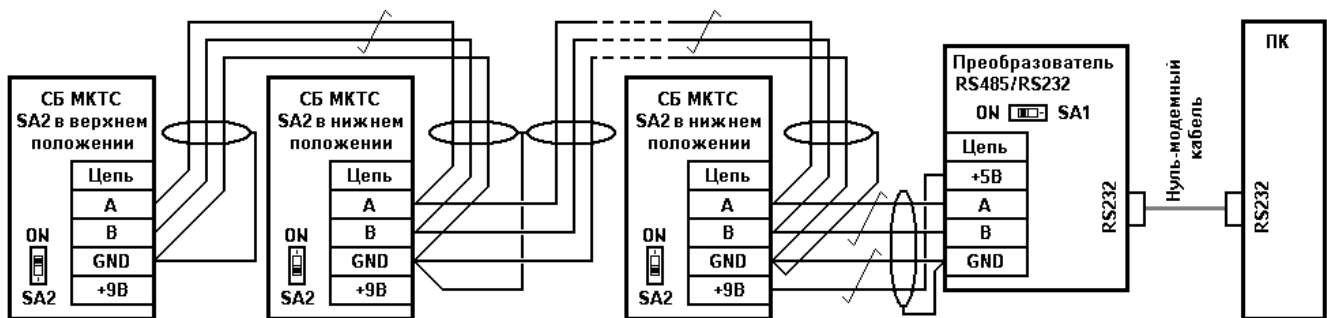 СБ МКТС
SA2 в верхнем
положении
Цепь
A
B
GND
+9В
ON
SA2
СБ МКТС
SA2 в нижнем
положении
Цепь
A
B
GND
+9В
ON
SA2
СБ МКТС
SA2 в нижнем
положении
Цепь
A
B
GND
+9В
ON
SA2
Преобразователь
RS485/RS232
ON SA1
Цепь
+5В
A
B
GND
RS232
Нуль-модемный
кабель
ПК
RS232